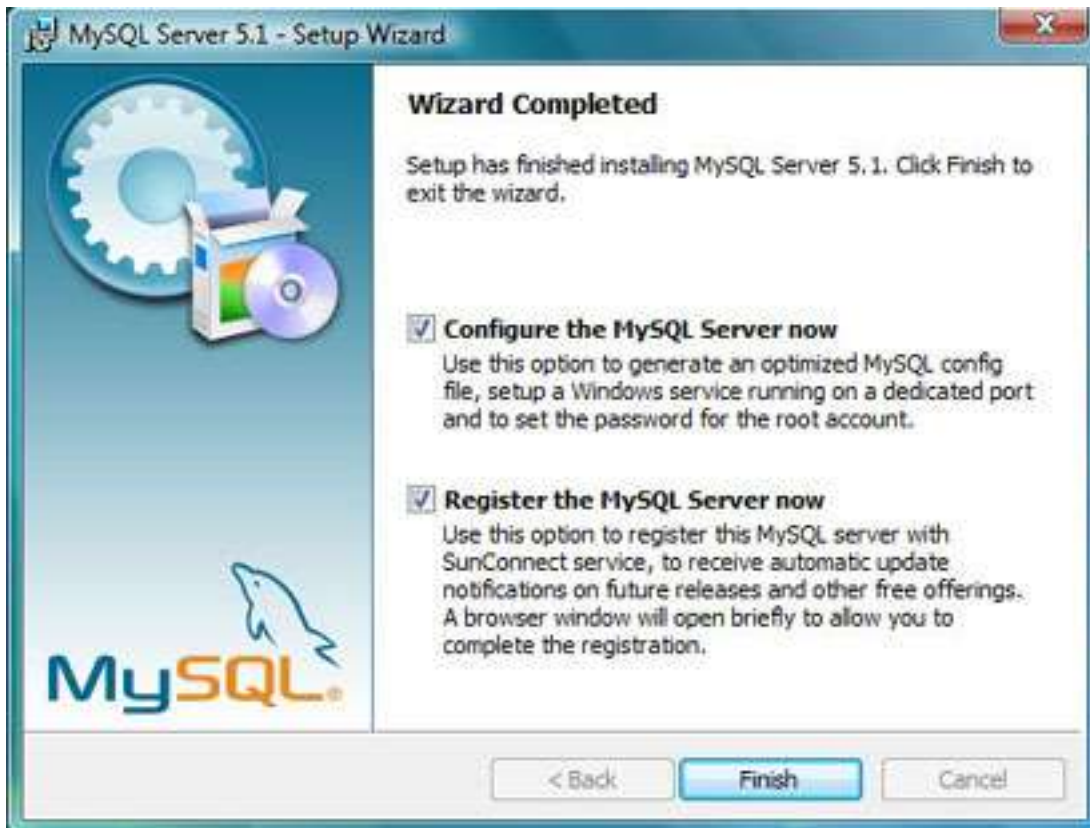 MySQL Server 5.1 - Setup Wizard
Wizard Completed
Setup has finished installing MySQL Server 5.1. Click Finish to
exit the wizard.
Configure the MySQL Server now
Use this option to generate an optimized MySQL config
file, setup a Windows service running on a dedicated port
and to set the password for the root account.
Register the MySQL Server now
Use this option to register this MySQL server with
SunConnect service, to receive automatic update
notifications on future releases and other free offerings.
A browser window will open briefly to allow you to
complete the registration.
MySQL®
< Back
Finish
Cancel